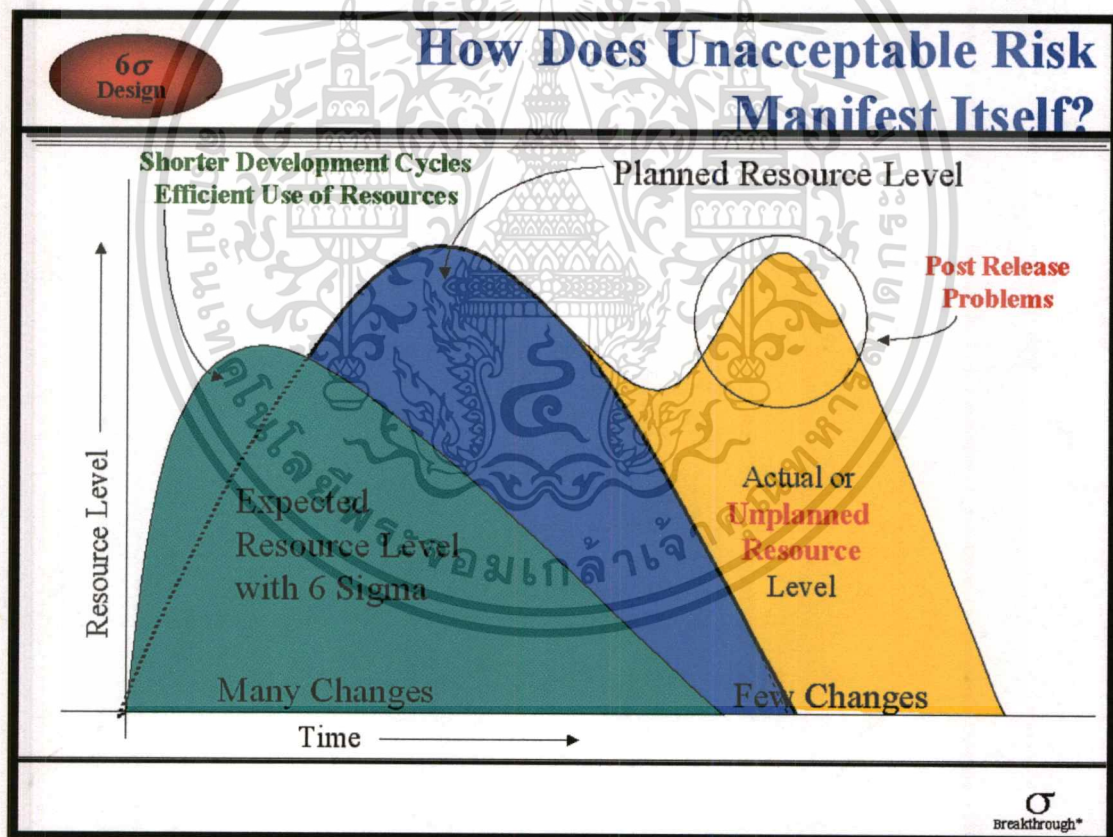 6σ
Design
How Does Unacceptable Risk
Manifest Itself?
Shorter Development Cycles
Efficient Use of Resources
Planned Resource Level
Post Release
Problems
Resource Level
Expected
Resource Level
with 6 Sigma
Actual or
Unplanned
Resource
Level
Many Changes
Few Changes
Time
σ
Breakthrough*